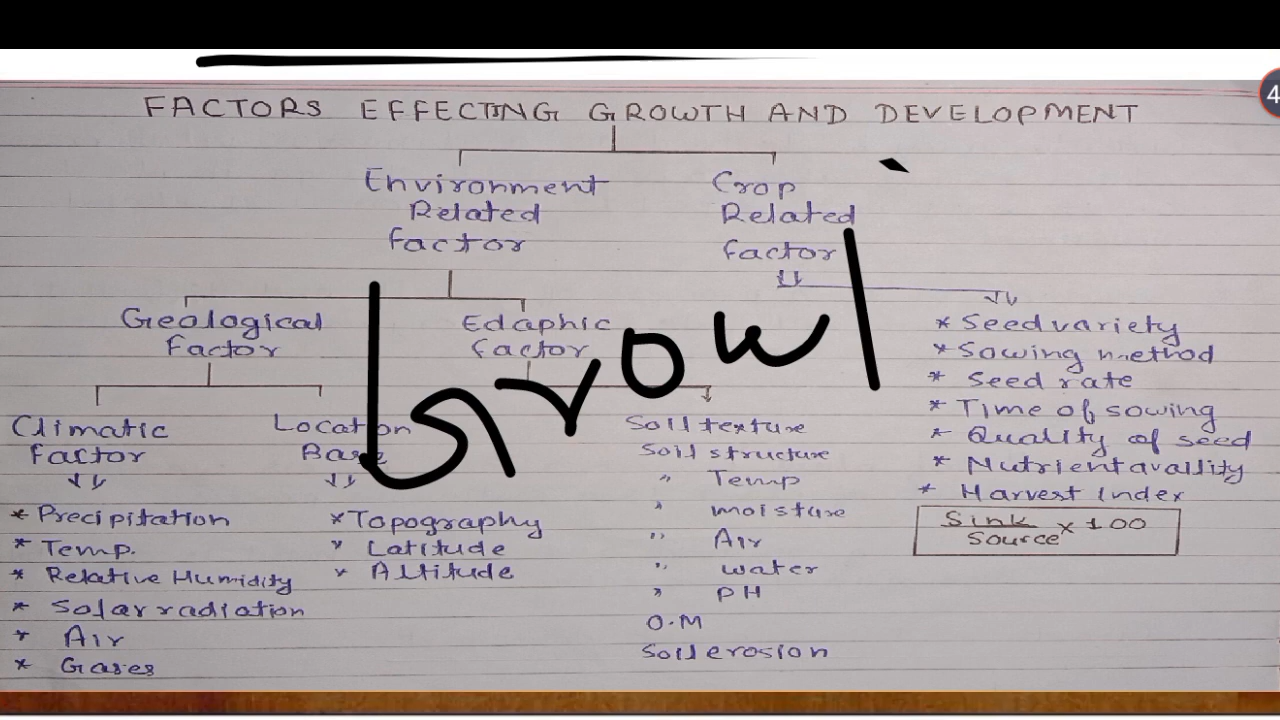 4
FACTORS EFFECTING GROWTH AND DEVELOPMENT
Environment
Related
factor
Crop
Related
factor
Geological
Factor
Edaphic
factor
Climatic
factor
Location
Base
* Precipitation
* Temp.
* Relative Humidity
* Solar radiation
* Air
* Gases
* Topography
" Latitude
* Altitude
Soil texture
Soil structure
" Temp
" moisture
" Air
" water
" PH
O.M
Soil erosion
* Seed variety
* Sowing method
* Seed rate
* Time of sowing
* Quality of seed
* Nutrient availity
* Harvest Index
Sink
Source × 100
Growl